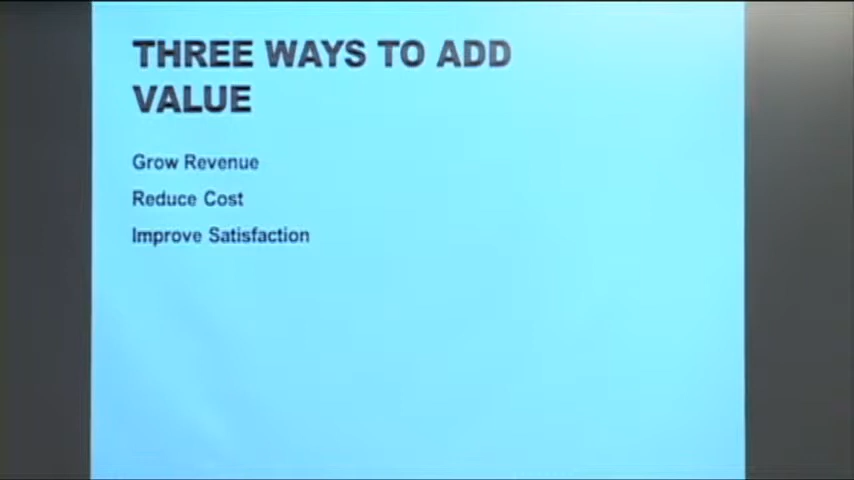 THREE WAYS TO ADD
VALUE
Grow Revenue
Reduce Cost
Improve Satisfaction